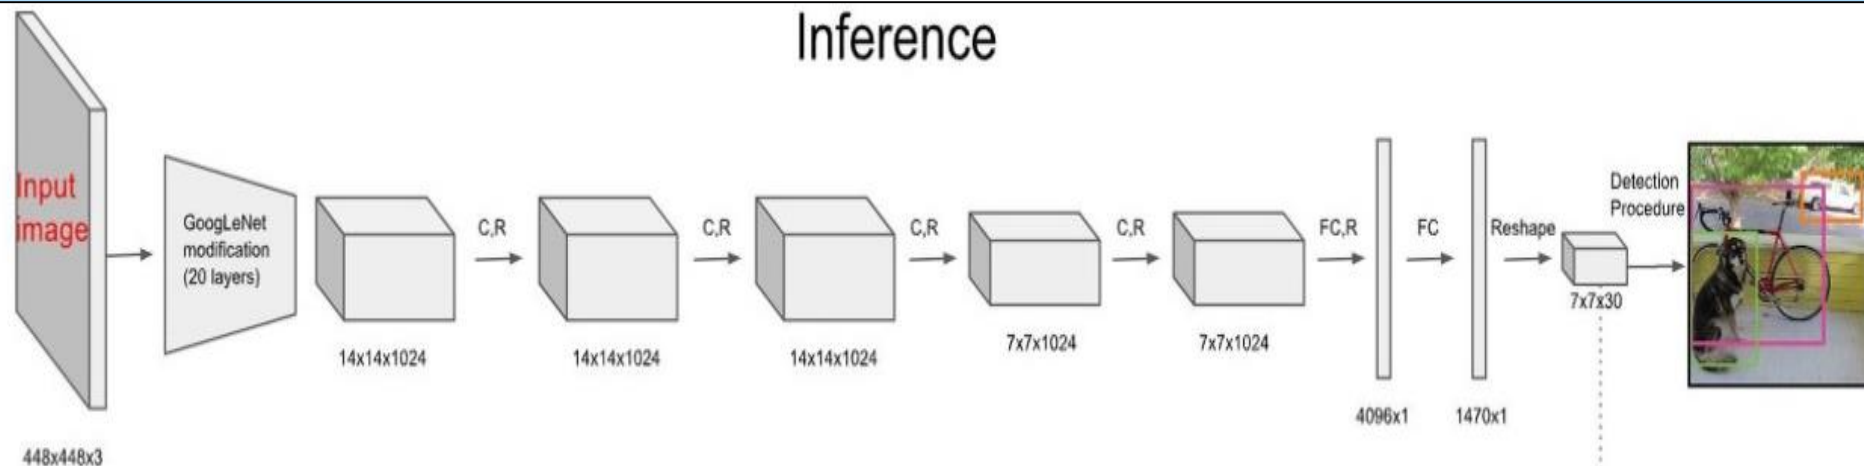 Inference
Input
image
448x448x3
GoogLeNet
modification
(20 layers)
14x14x1024
C,R
14x14x1024
C,R
14x14x1024
C,R
7x7x1024
C,R
7x7x1024
FC,R
4096x1
FC
1470x1
Reshape
7x7x30
Detection
Procedure